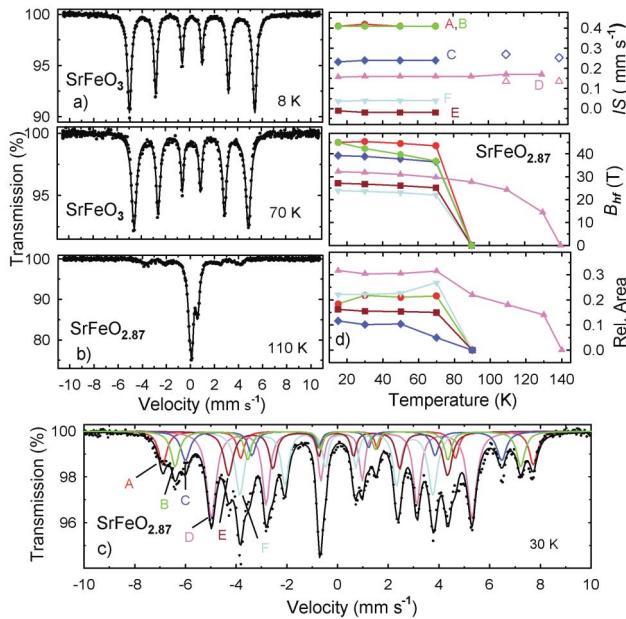 100
95
90
SrFeO3
a)
8 K
100
95
SrFeO3
70 K
Transmission (%)
100
90
80
SrFeO2.87
b)
110 K
-10 -8 -6 -4 -2 0 2 4 6 8 10
Velocity (mm s-1)
A,B
C
D
F
E
0.4
0.3
0.2
0.1
0.0
IS (mm s-1)
SrFeO2.87
40
20
0
Bhf (T)
d)
0.3
0.2
0.1
0.0
Rel. Area
20 40 60 80 100 120 140
Temperature (K)
Transmission (%)
100
98
96
94
A
B
C
D
E
F
SrFeO2.87
c)
30 K
-10 -8 -6 -4 -2 0 2 4 6 8 10
Velocity (mm s-1)